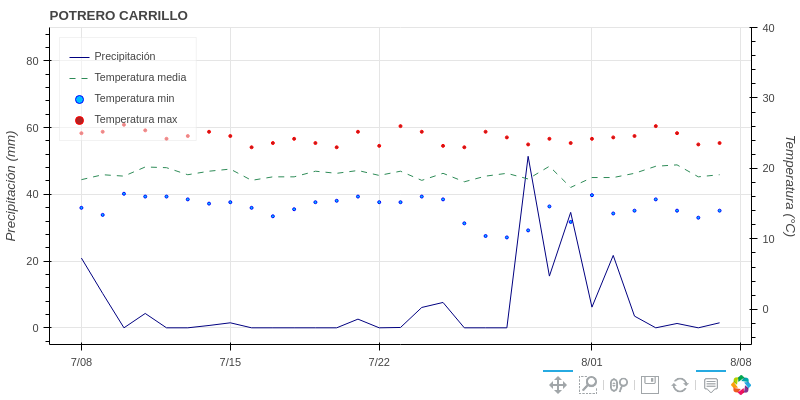 POTRERO CARRILLO
Precipitación
Temperatura media
Temperatura min
Temperatura max
Precipitación (mm)
80
60
40
20
0
Temperatura (°C)
40
30
20
10
0
7/08
7/15
7/22
8/01
8/08